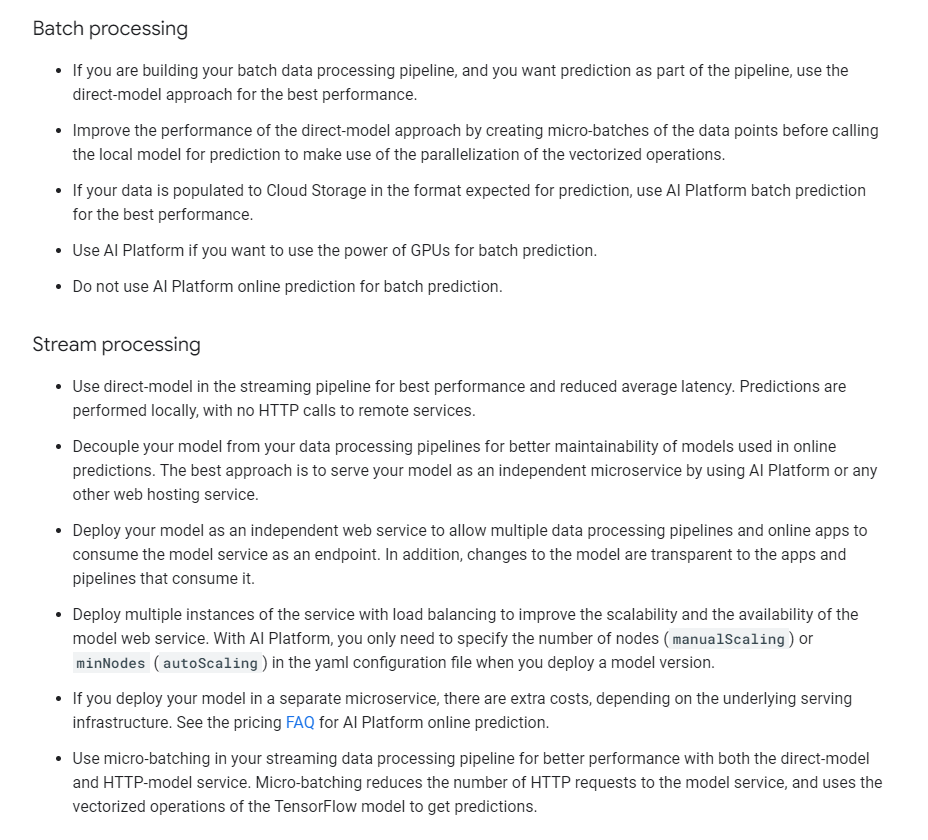 Batch processing
• If you are building your batch data processing pipeline, and you want prediction as part of the pipeline, use the
direct-model approach for the best performance.
• Improve the performance of the direct-model approach by creating micro-batches of the data points before calling
the local model for prediction to make use of the parallelization of the vectorized operations.
• If your data is populated to Cloud Storage in the format expected for prediction, use AI Platform batch prediction
for the best performance.
• Use AI Platform if you want to use the power of GPUs for batch prediction.
• Do not use AI Platform online prediction for batch prediction.
Stream processing
• Use direct-model in the streaming pipeline for best performance and reduced average latency. Predictions are
performed locally, with no HTTP calls to remote services.
• Decouple your model from your data processing pipelines for better maintainability of models used in online
predictions. The best approach is to serve your model as an independent microservice by using AI Platform or any
other web hosting service.
• Deploy your model as an independent web service to allow multiple data processing pipelines and online apps to
consume the model service as an endpoint. In addition, changes to the model are transparent to the apps and
pipelines that consume it.
• Deploy multiple instances of the service with load balancing to improve the scalability and the availability of the
model web service. With AI Platform, you only need to specify the number of nodes (manualScaling) or
minNodes (autoScaling) in the yaml configuration file when you deploy a model version.
• If you deploy your model in a separate microservice, there are extra costs, depending on the underlying serving
infrastructure. See the pricing FAQ for AI Platform online prediction.
• Use micro-batching in your streaming data processing pipeline for better performance with both the direct-model
and HTTP-model service. Micro-batching reduces the number of HTTP requests to the model service, and uses the
vectorized operations of the TensorFlow model to get predictions.